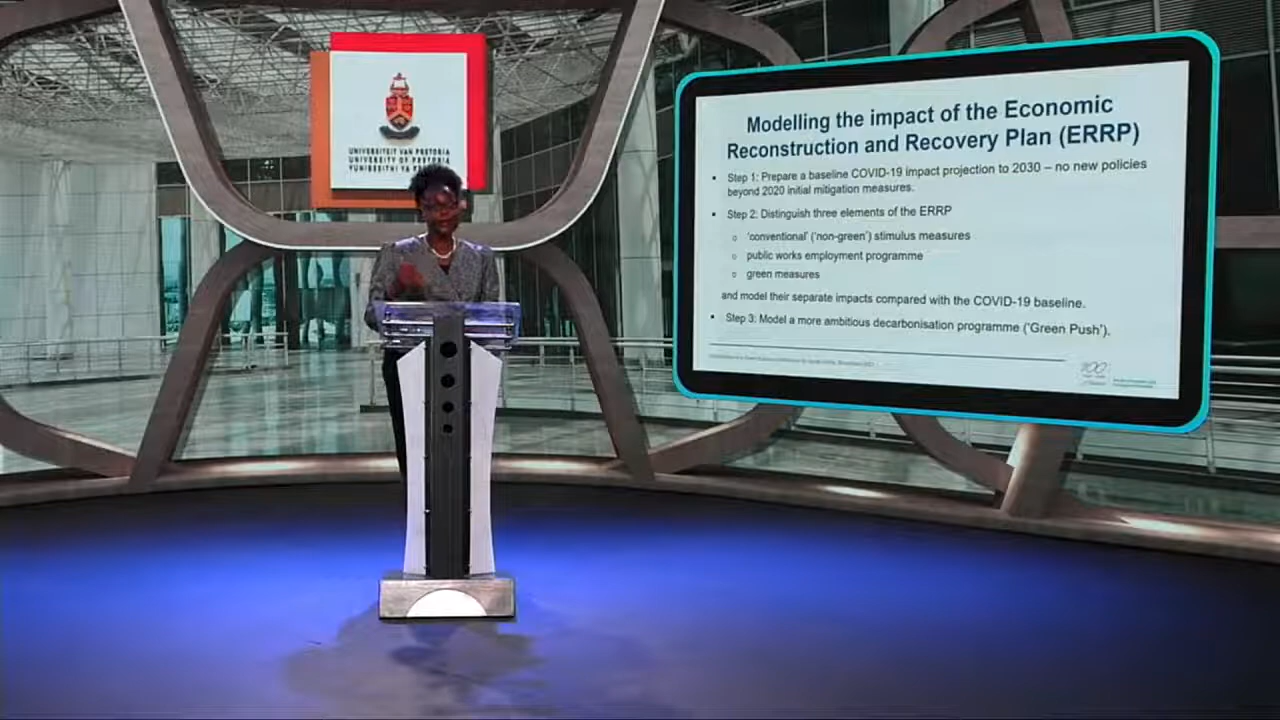 UNIVERSITEIT VAN PRETORIA
UNIVERSITY OF PRETORIA
YUNIBESITHI YA
Modelling the impact of the Economic
Reconstruction and Recovery Plan (ERRP)
• Step 1: Prepare a baseline COVID-19 impact projection to 2030 – no new policies
beyond 2020 initial mitigation measures.
• Step 2: Distinguish three elements of the ERRP
○ 'conventional' ('non-green') stimulus measures
○ public works employment programme
○ green measures
and model their separate impacts compared with the COVID-19 baseline.
• Step 3: Model a more ambitious decarbonisation programme ('Green Push').
100